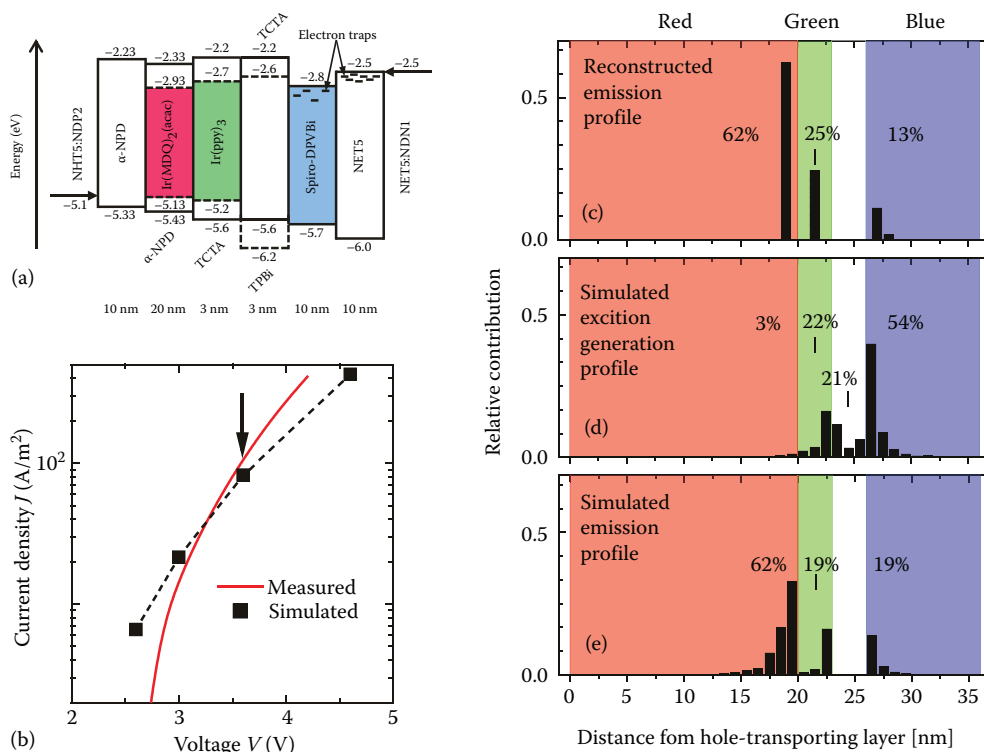 TCTA
Electron traps
−2.23
−2.33
−2.2
−2.2
−2.5
−2.5
−2.93
−2.7
−2.6
−2.8
Energy (eV)
NHT5:NDP2
α-NPD
Ir(MDQ)2(acac)
Ir(ppy)3
Spiro-DPVBi
NET5
NET5:NDN1
−5.1
−5.33
−5.13
−5.43
−5.2
−5.6
−5.6
−6.2
−5.7
−6.0
α-NPD
TCTA
TPBi
(a)
10 nm 20 nm 3 nm 3 nm 10 nm 10 nm
Current density J (A/m2)
102
Measured
Simulated
2 3 4 5
(b)
Voltage V (V)
Red Green Blue
Relative contribution
Reconstructed
emission
profile
62%
25%
13%
(c)
0.5
0.0
Simulated
excition
generation
profile
3%
22%
21%
54%
(d)
0.5
0.0
Simulated
emission
profile
62%
19%
19%
(e)
0.5
0.0
0 5 10 15 20 25 30 35
Distance fom hole-transporting layer [nm]